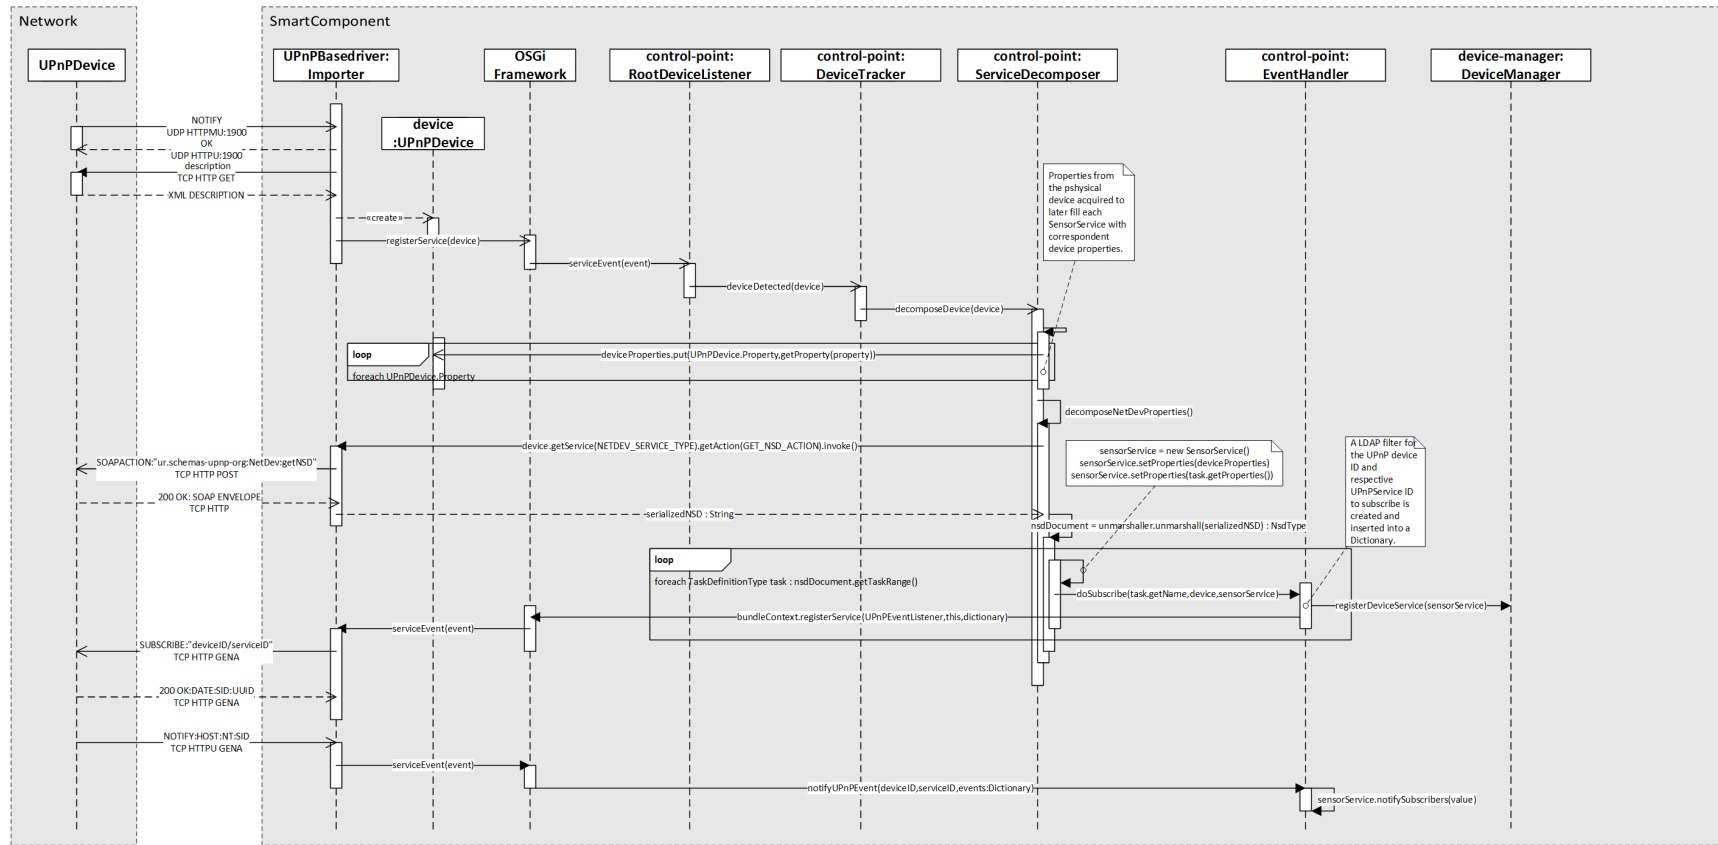 Network
SmartComponent
UPnPDevice
UPnPBasedriver:
Importer
OSGi
Framework
control-point:
RootDeviceListener
control-point:
DeviceTracker
control-point:
ServiceDecomposer
control-point:
EventHandler
device-manager:
DeviceManager
device
:UPnPDevice
NOTIFY
UDP HTTPMU:1900
OK
UDP HTTPU:1900
description
TCP HTTP GET
XML DESCRIPTION
«create»
registerService(device)
serviceEvent(event)
deviceDetected(device)
decomposeDevice(device)
Properties from
the pshysical
device acquired to
later fill each
SensorService with
correspondent
device properties.
loop
deviceProperties.put(UPnPDevice.Property,getProperty(property))
foreach UPnPDevice.Property
decomposeNetDevProperties()
device.getService(NETDEV_SERVICE_TYPE).getAction(GET_NSD_ACTION).invoke()
SOAPACTION:"ur.schemas-upnp-org:NetDev:getNSD"
TCP HTTP POST
200 OK: SOAP ENVELOPE
TCP HTTP
sensorService = new SensorService()
sensorService.setProperties(deviceProperties)
sensorService.setProperties(task.getProperties())
A LDAP filter for
the UPnP device
ID and
respective
UPnPService ID
to subscribe is
created and
inserted into a
Dictionary.
serializedNSD : String
nsdDocument = unmarshaller.unmarshall(serializedNSD) : NsdType
loop
foreach TaskDefinitionType task : nsdDocument.getTaskRange()
doSubscribe(task.getName,device,sensorService)
registerDeviceService(sensorService)
bundleContext.registerService(UPnPEventListener,this,dictionary)
serviceEvent(event)
SUBSCRIBE:"deviceID/serviceID"
TCP HTTP GENA
200 OK:DATE:SID:UUID
TCP HTTP GENA
NOTIFY:HOST:NT:SID
TCP HTTPU GENA
serviceEvent(event)
notifyUPnPEvent(deviceID,serviceID,events:Dictionary)
sensorService.notifySubscribers(value)